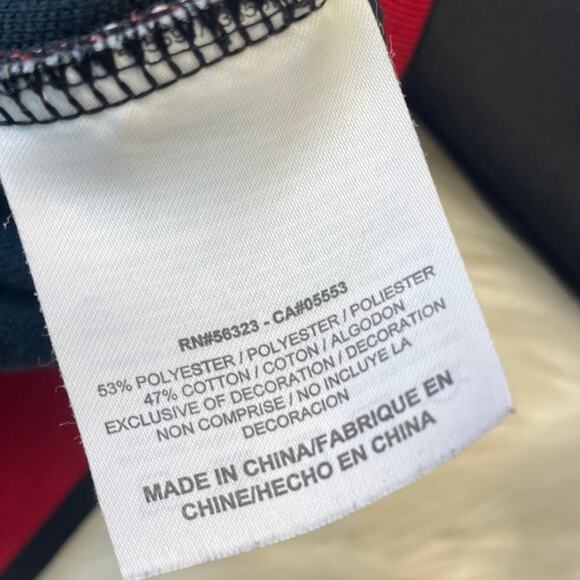 RN#56323 - CA#05553
53% POLYESTER / POLYESTER / POLIESTER
47% COTTON / COTON / ALGODON
EXCLUSIVE OF DECORATION / DECORATION
NON COMPRISE / NO INCLUYE LA
DECORACION
MADE IN CHINA/FABRIQUE EN
CHINE/HECHO EN CHINA